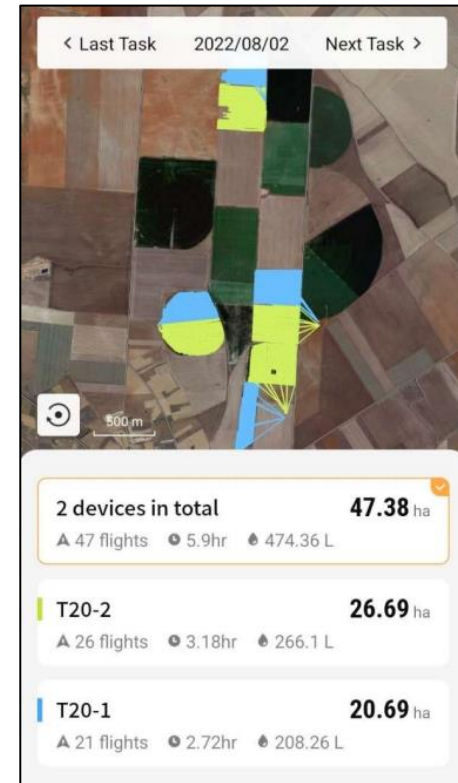 < Last Task 2022/08/02 Next Task >
500 m
2 devices in total 47.38 ha
47 flights 5.9hr 474.36 L
T20-2 26.69 ha
26 flights 3.18hr 266.1 L
T20-1 20.69 ha
21 flights 2.72hr 208.26 L